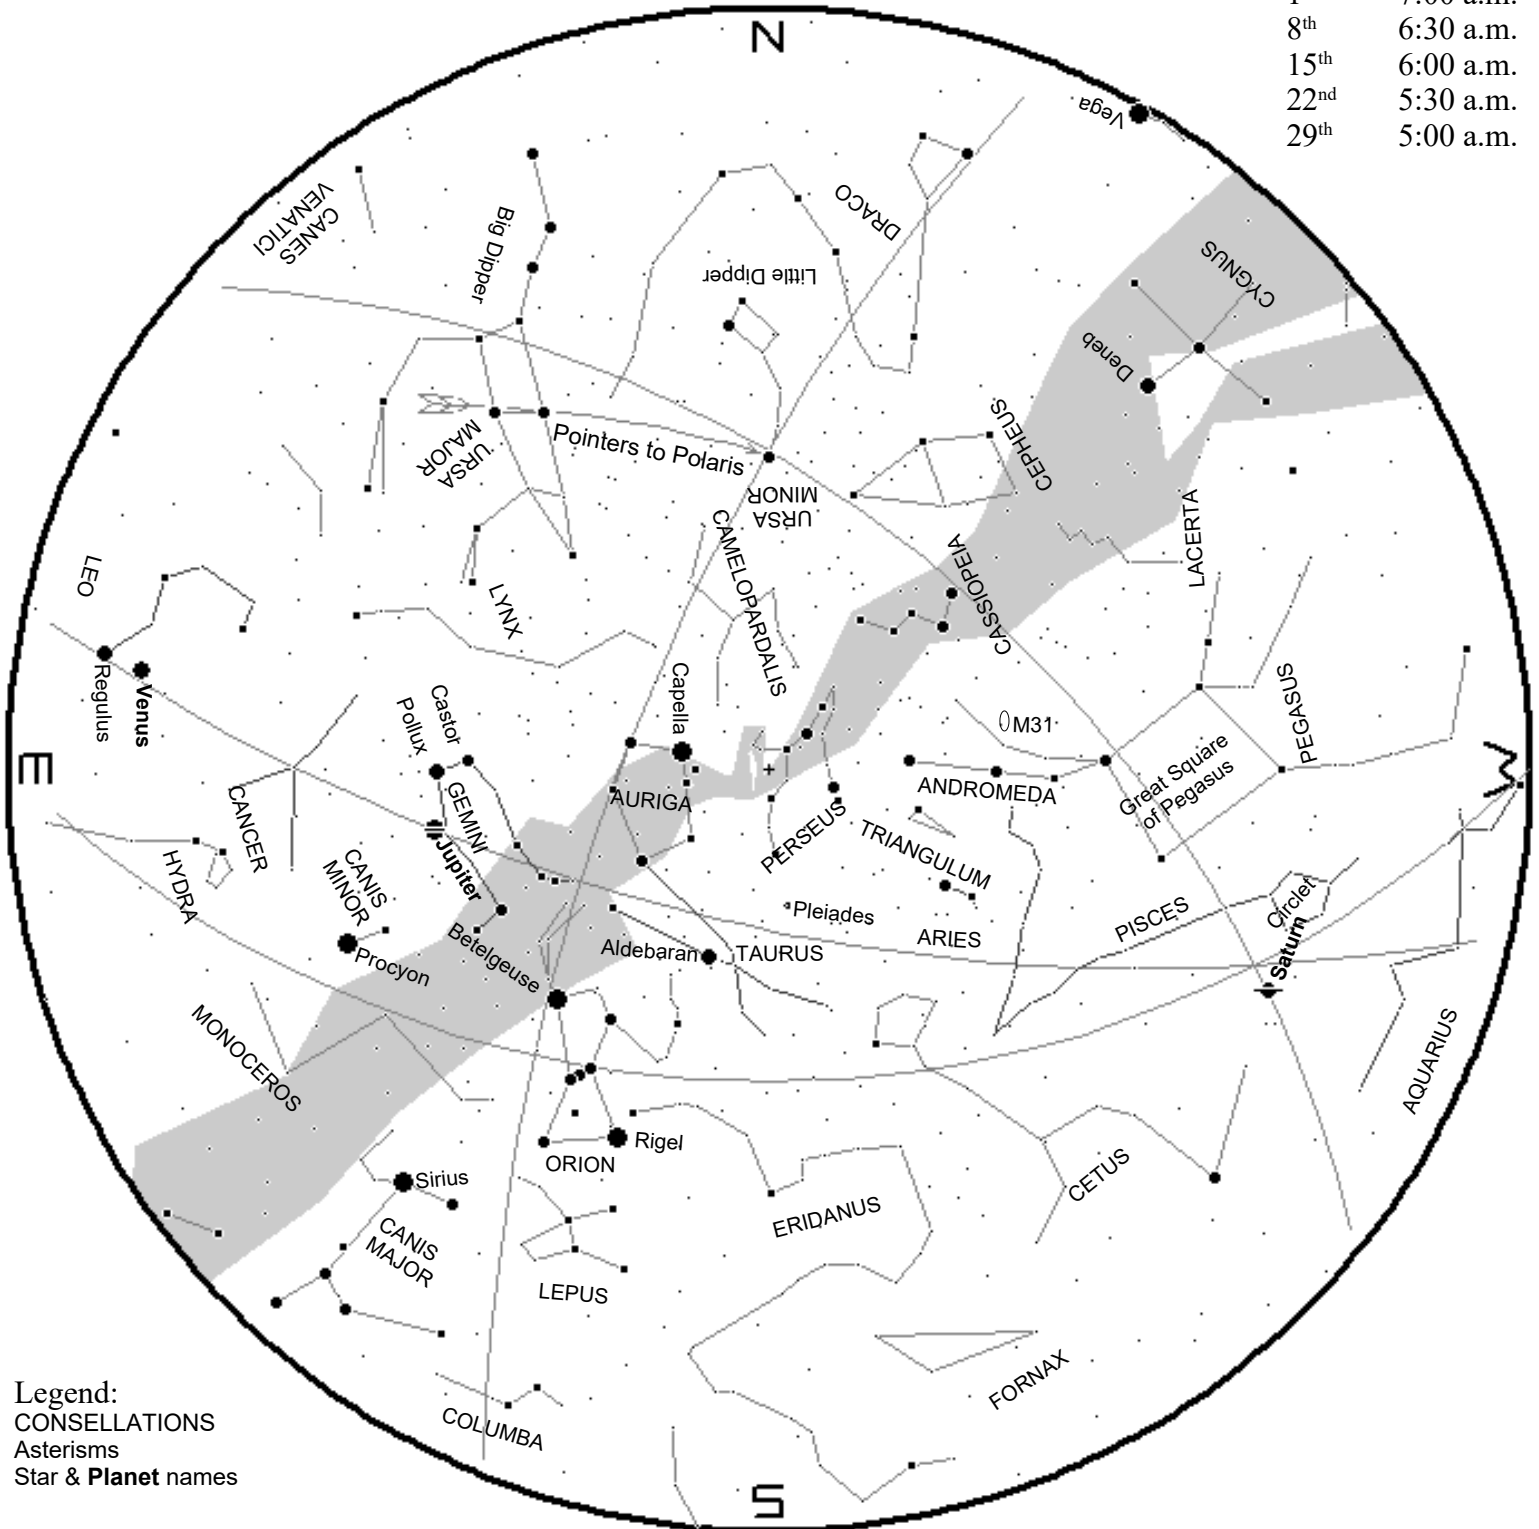 7:00 a.m.
8th 6:30 a.m.
15th 6:00 a.m.
22nd 5:30 a.m.
29th 5:00 a.m.
N
Vega
CANES
VENATICI
Big Dipper
DRACO
Little Dipper
CYGNUS
Deneb
URSA
MAJOR
Pointers to Polaris
URSA
MINOR
CEPHEUS
LACERTA
CAMELOPARDALIS
CASSIOPEIA
LEO
LYNX
Regulus
Venus
Castor
Pollux
Capella
M31
PEGASUS
Great Square
of Pegasus
E
W
GEMINI
CANCER
AURIGA
ANDROMEDA
PERSEUS
TRIANGULUM
HYDRA
CANIS
MINOR
Jupiter
Pleiades
PISCES
Circlet
Procyon
Betelgeuse
Aldebaran
TAURUS
ARIES
Saturn
MONOCEROS
AQUARIUS
Rigel
ORION
Sirius
CETUS
CANIS
MAJOR
ERIDANUS
LEPUS
FORNAX
COLUMBA
S
Legend:
CONSELLATIONS
Asterisms
Star & Planet names